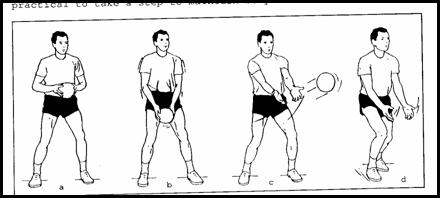 practical to take a step to
a b c d